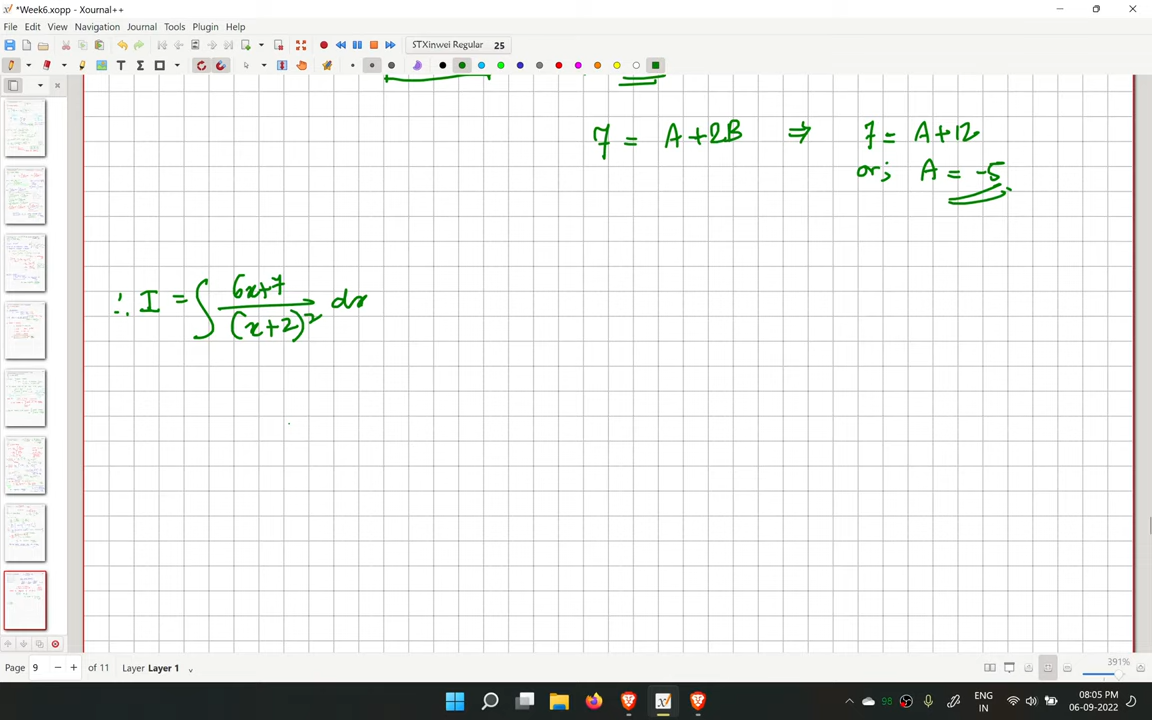 *Week6.xopp - Xournal++
File Edit View Navigation Journal Tools Plugin Help
STXinwei Regular 25
7 = A+2B ⇒ 7 = A+12
or; A = -5
∴ I = ∫ (6x+7)/(x+2)² dx
Page 9 of 11 Layer Layer 1
391%
98 ENG IN 08:05 PM 06-09-2022